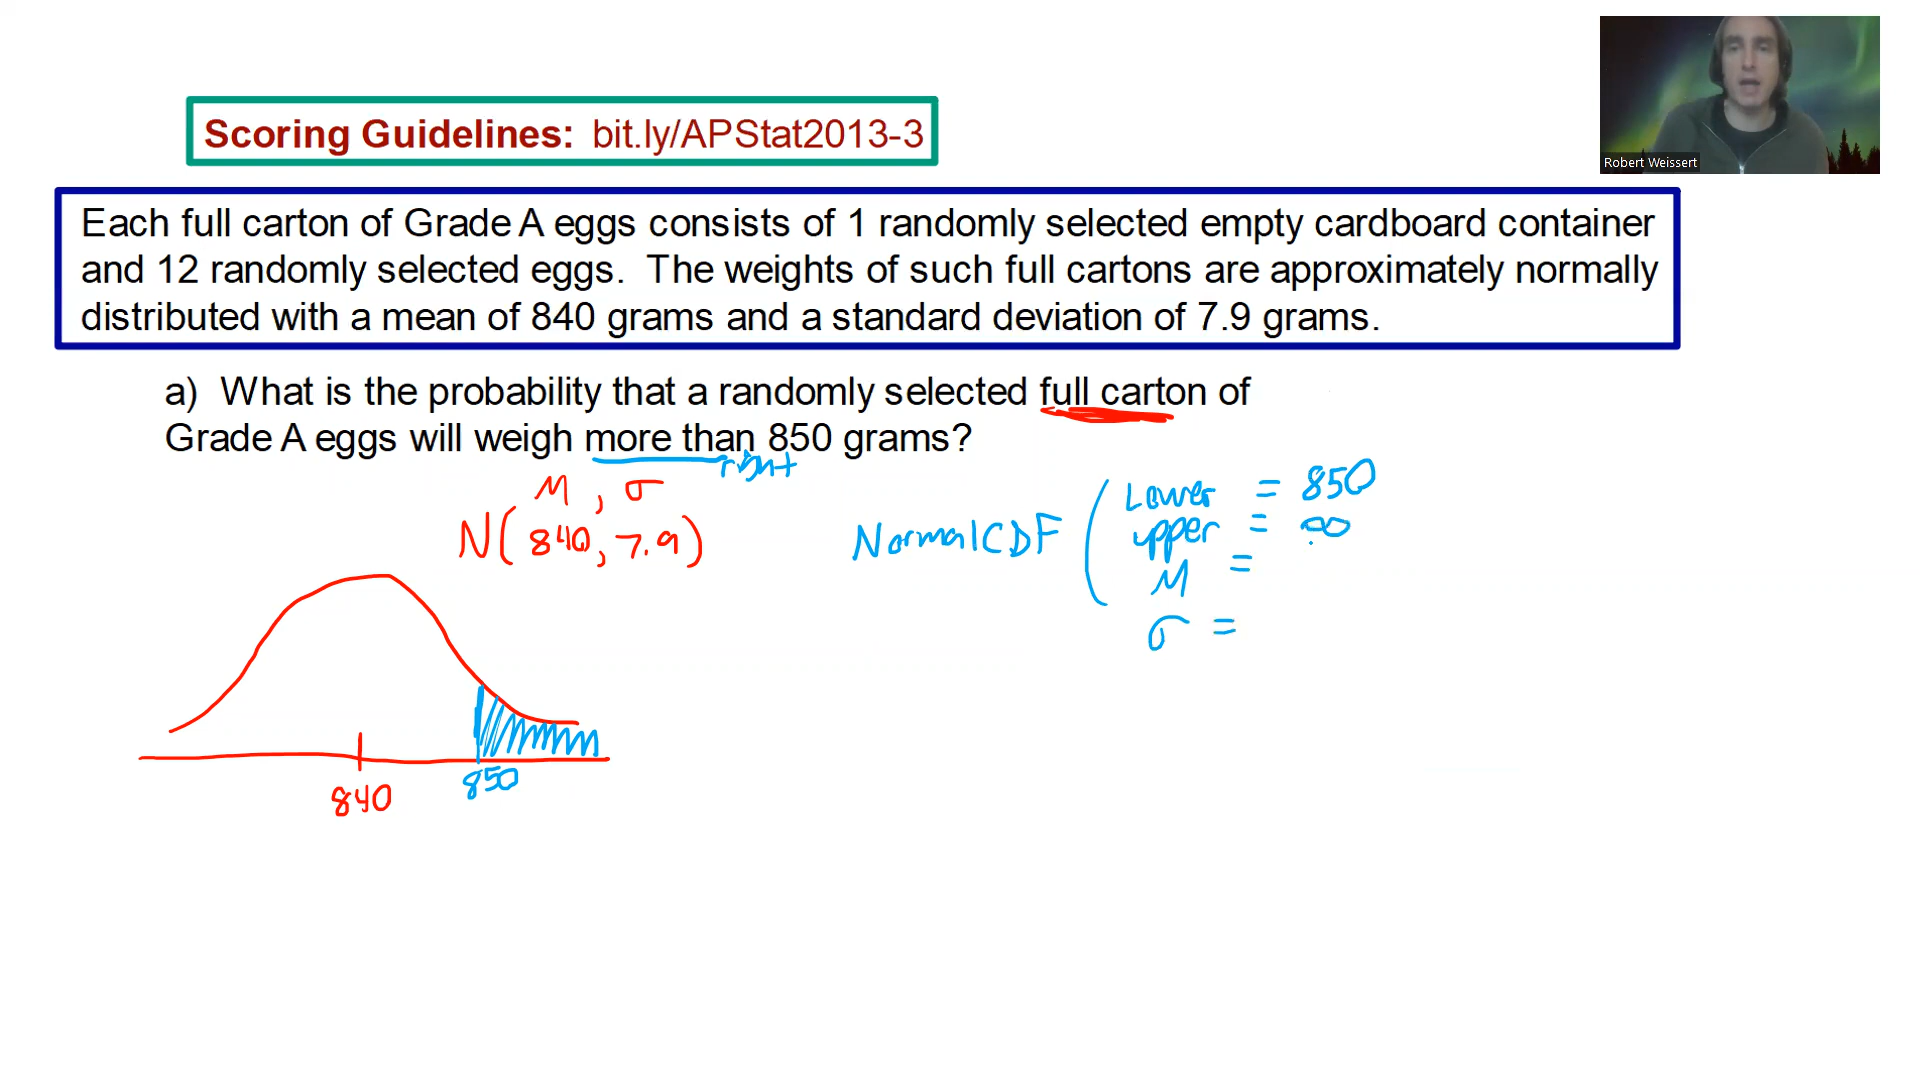 Robert Weissert
Scoring Guidelines: bit.ly/APStat2013-3
Each full carton of Grade A eggs consists of 1 randomly selected empty cardboard container
and 12 randomly selected eggs. The weights of such full cartons are approximately normally
distributed with a mean of 840 grams and a standard deviation of 7.9 grams.
a) What is the probability that a randomly selected full carton of
Grade A eggs will weigh more than 850 grams?
right
M , σ
N( 840, 7.9)
840
850
NormalCDF (
Lower = 850
upper = ∞
M =
σ =